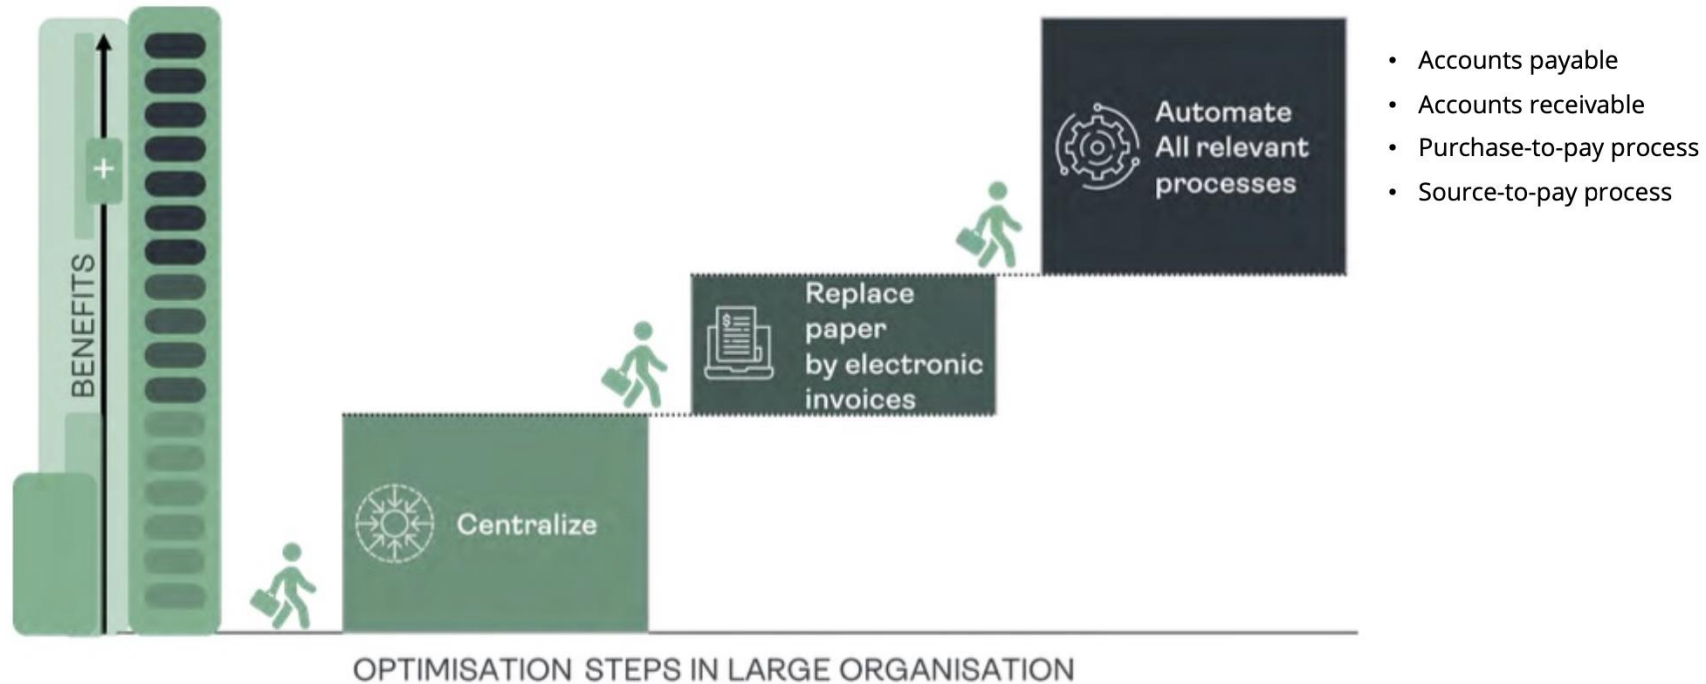 BENEFITS
+
Centralize
$
Replace
paper
by electronic
invoices
Automate
All relevant
processes
• Accounts payable
• Accounts receivable
• Purchase-to-pay process
• Source-to-pay process
OPTIMISATION STEPS IN LARGE ORGANISATION